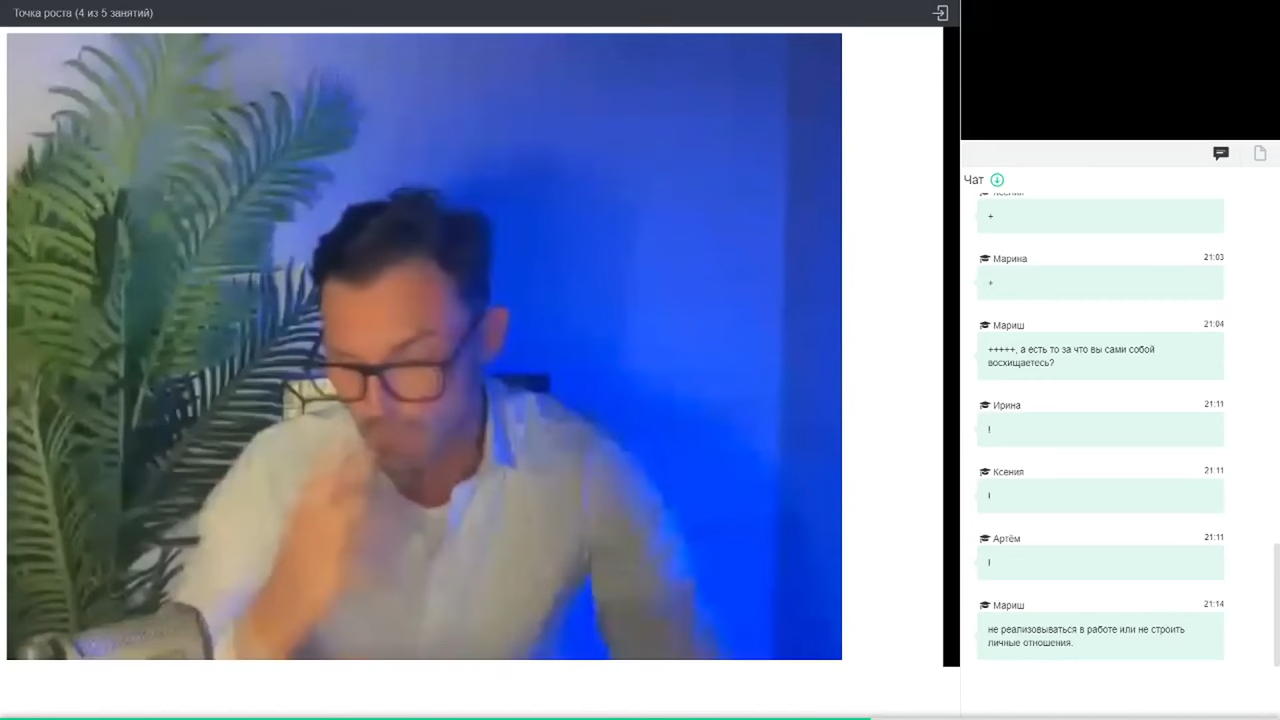 Точка роста (4 из 5 занятий)
Чат
Ксения
+
Марина 21:03
+
Мариш 21:04
+++++, а есть то за что вы сами собой
восхищаетесь?
Ирина 21:11
!
Ксения 21:11
!
Артём 21:11
!
Мариш 21:14
не реализовываться в работе или не строить
личные отношения.